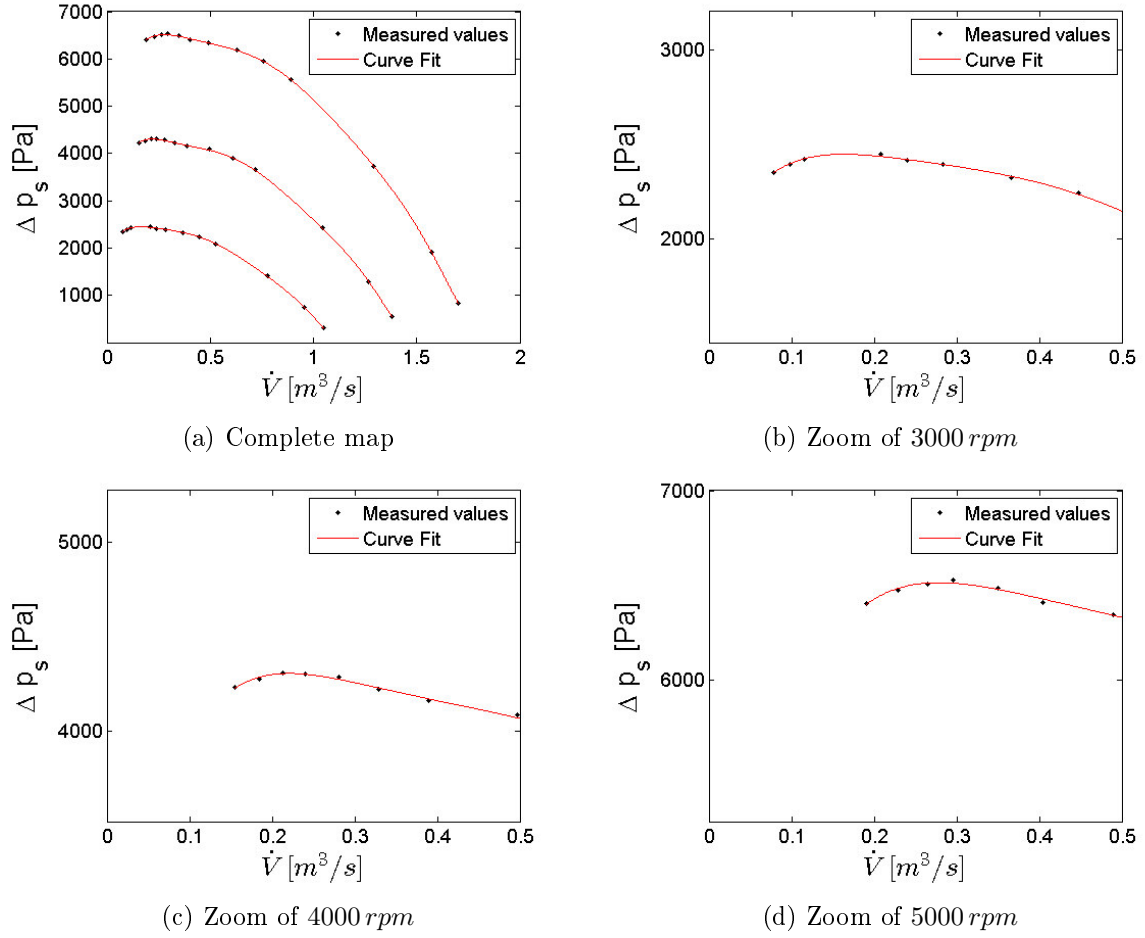 7000
6000
5000
4000
3000
2000
1000
0 0.5 1 1.5 2
Δ p_s [Pa]
V̇ [m³/s]
Measured values
Curve Fit
(a) Complete map
3000
2000
0 0.1 0.2 0.3 0.4 0.5
Δ p_s [Pa]
V̇ [m³/s]
Measured values
Curve Fit
(b) Zoom of 3000 rpm
5000
4000
0 0.1 0.2 0.3 0.4 0.5
Δ p_s [Pa]
V̇ [m³/s]
Measured values
Curve Fit
(c) Zoom of 4000 rpm
7000
6000
0 0.1 0.2 0.3 0.4 0.5
Δ p_s [Pa]
V̇ [m³/s]
Measured values
Curve Fit
(d) Zoom of 5000 rpm